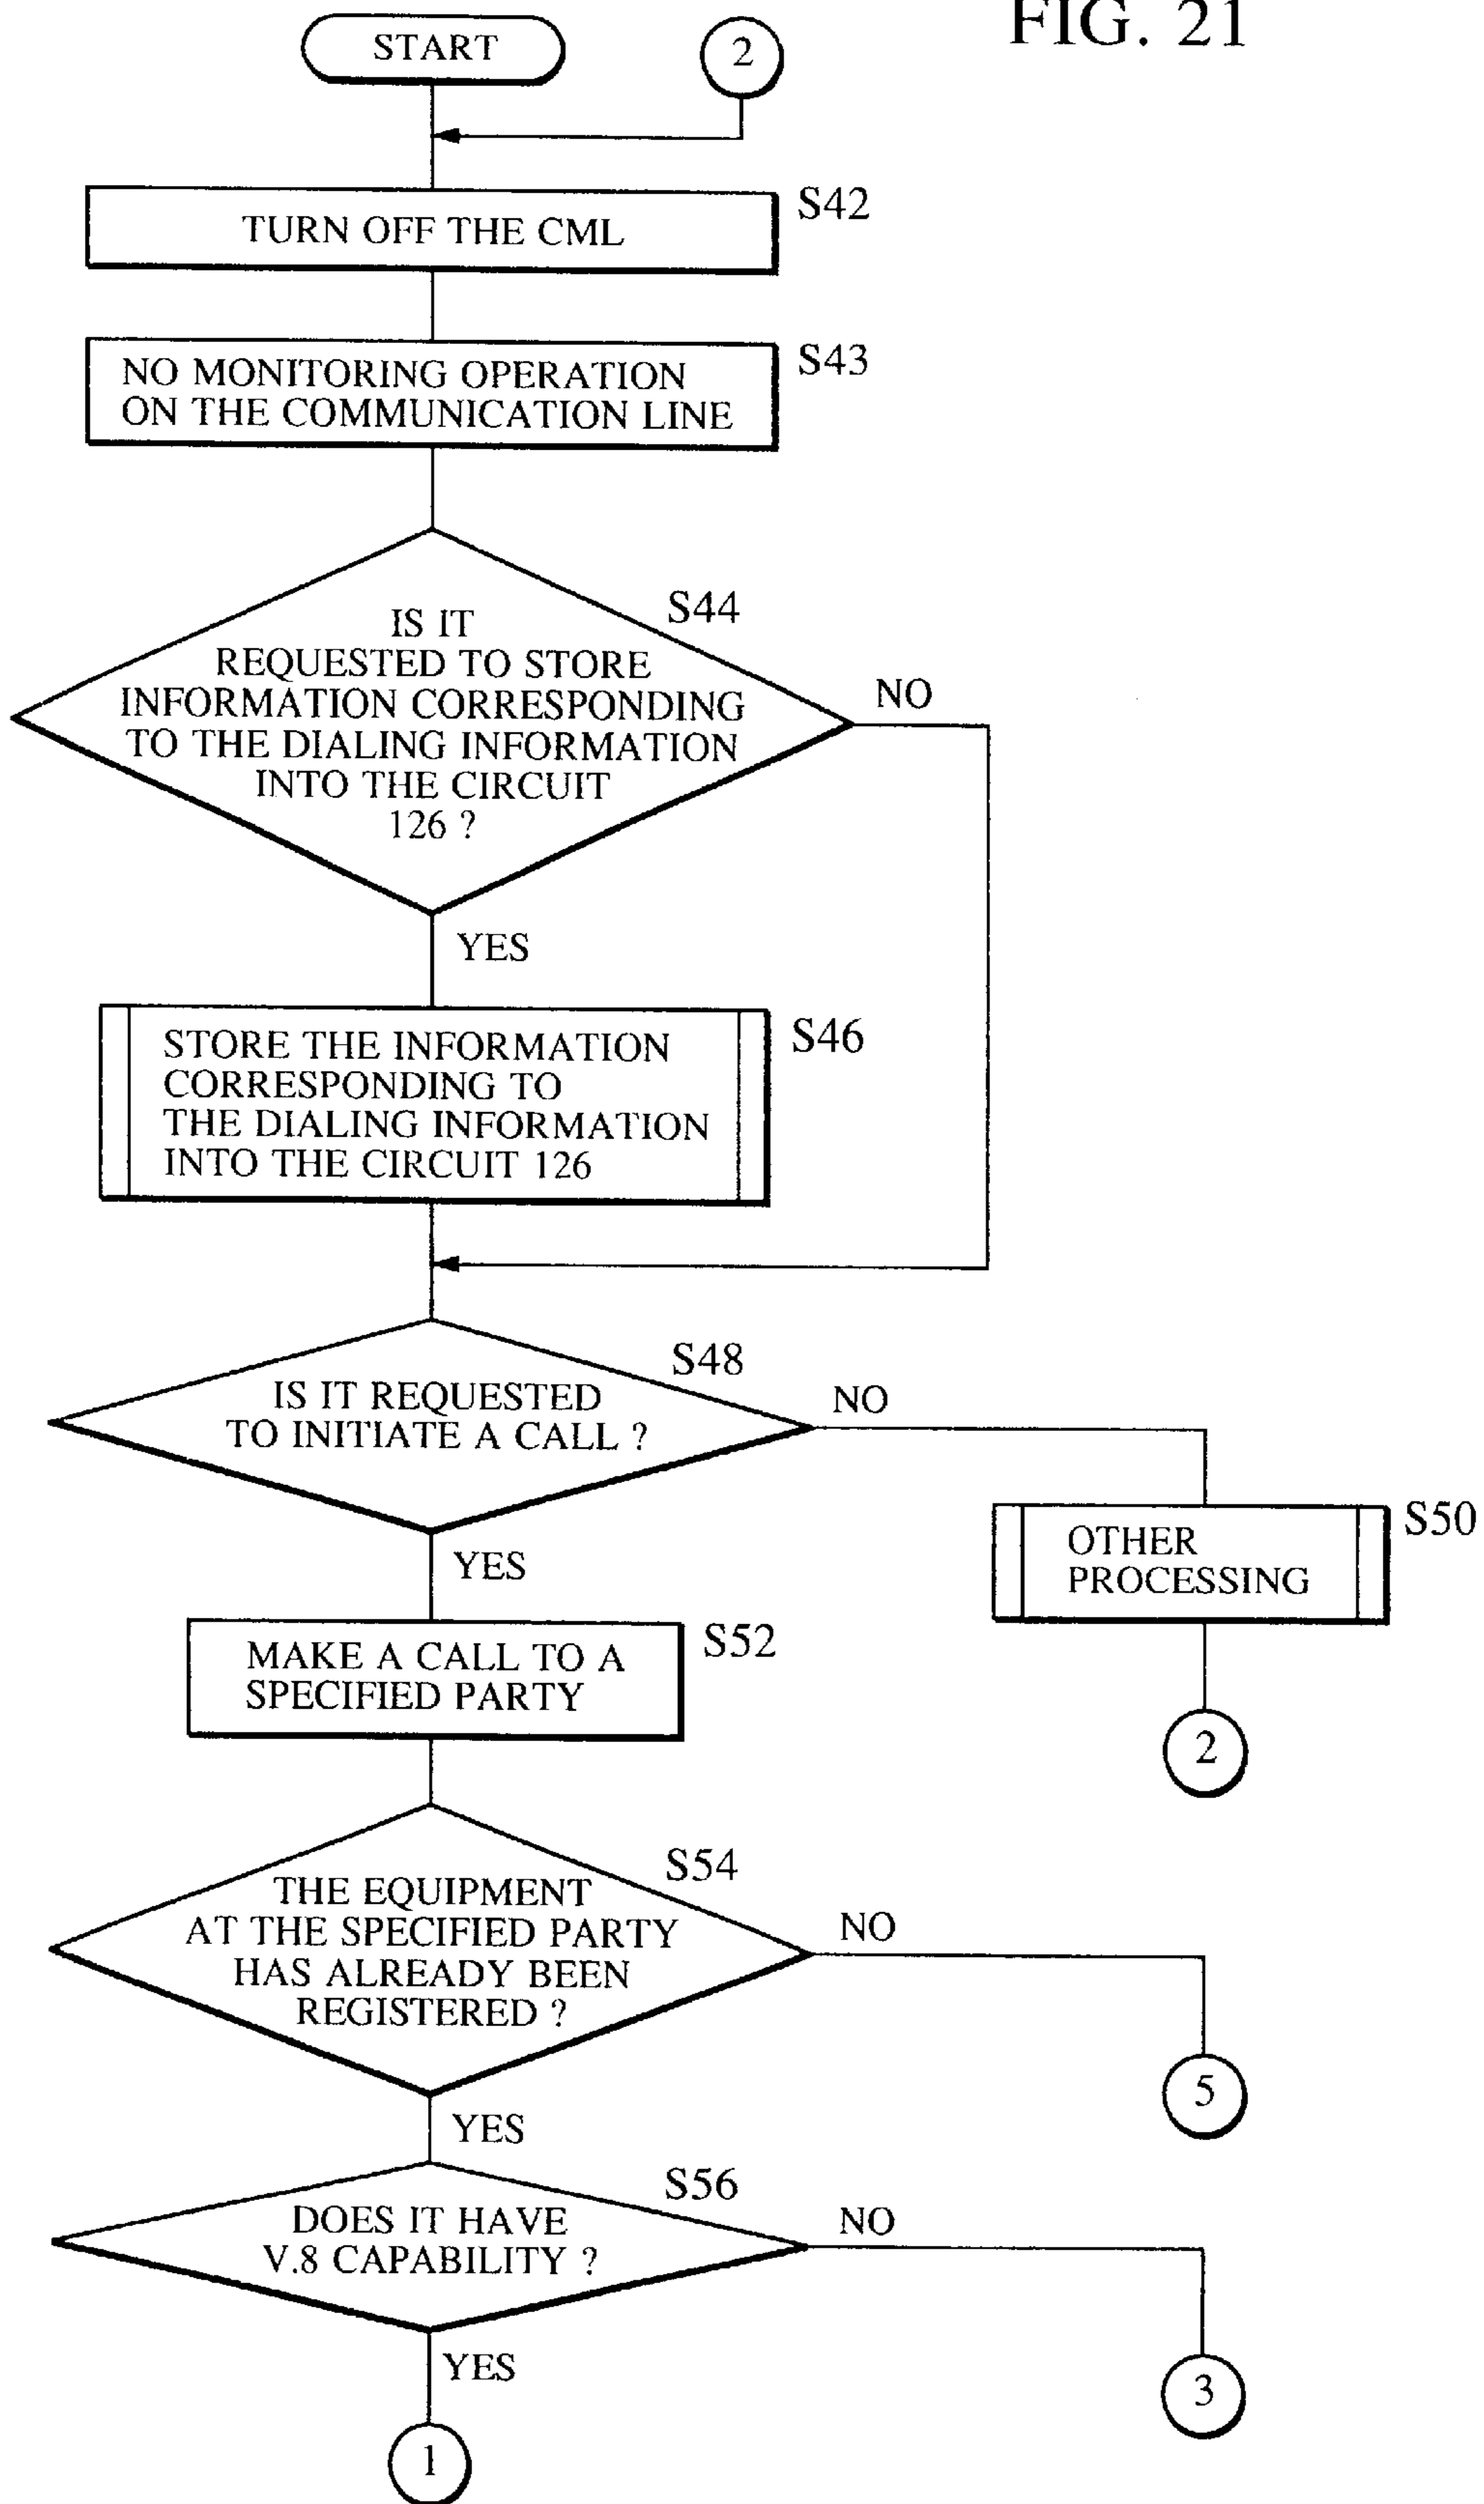 FIG. 21
START
2
TURN OFF THE CML
S42
NO MONITORING OPERATION
ON THE COMMUNICATION LINE
S43
S44
IS IT
REQUESTED TO STORE
INFORMATION CORRESPONDING
TO THE DIALING INFORMATION
INTO THE CIRCUIT
126 ?
NO
YES
STORE THE INFORMATION
CORRESPONDING TO
THE DIALING INFORMATION
INTO THE CIRCUIT 126
S46
S48
IS IT REQUESTED
TO INITIATE A CALL ?
NO
OTHER
PROCESSING
S50
2
YES
MAKE A CALL TO A
SPECIFIED PARTY
S52
S54
THE EQUIPMENT
AT THE SPECIFIED PARTY
HAS ALREADY BEEN
REGISTERED ?
NO
5
YES
S56
DOES IT HAVE
V.8 CAPABILITY ?
NO
3
YES
1